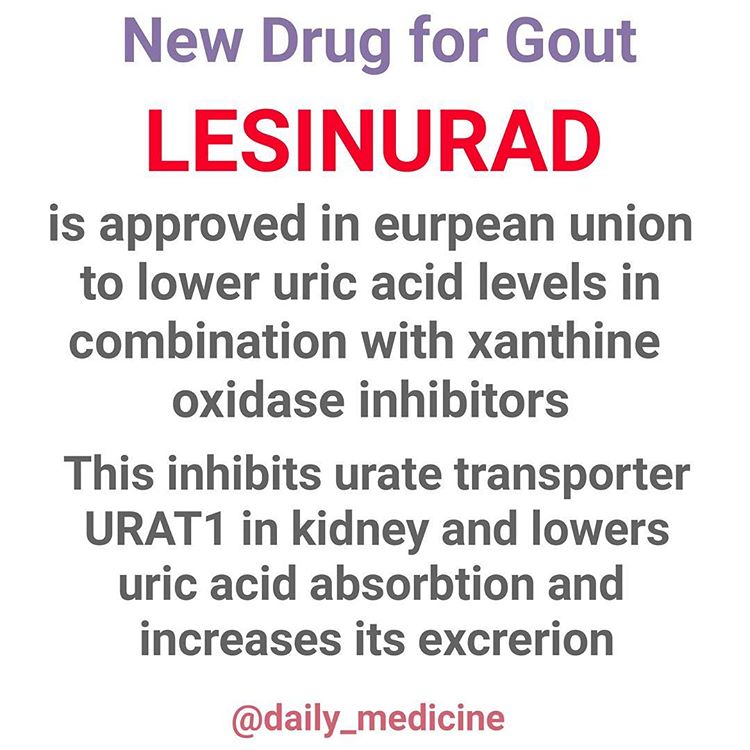 New Drug for Gout
LESINURAD
is approved in eurpean union
to lower uric acid levels in
combination with xanthine
oxidase inhibitors
This inhibits urate transporter
URAT1 in kidney and lowers
uric acid absorbtion and
increases its excrerion
@daily_medicine